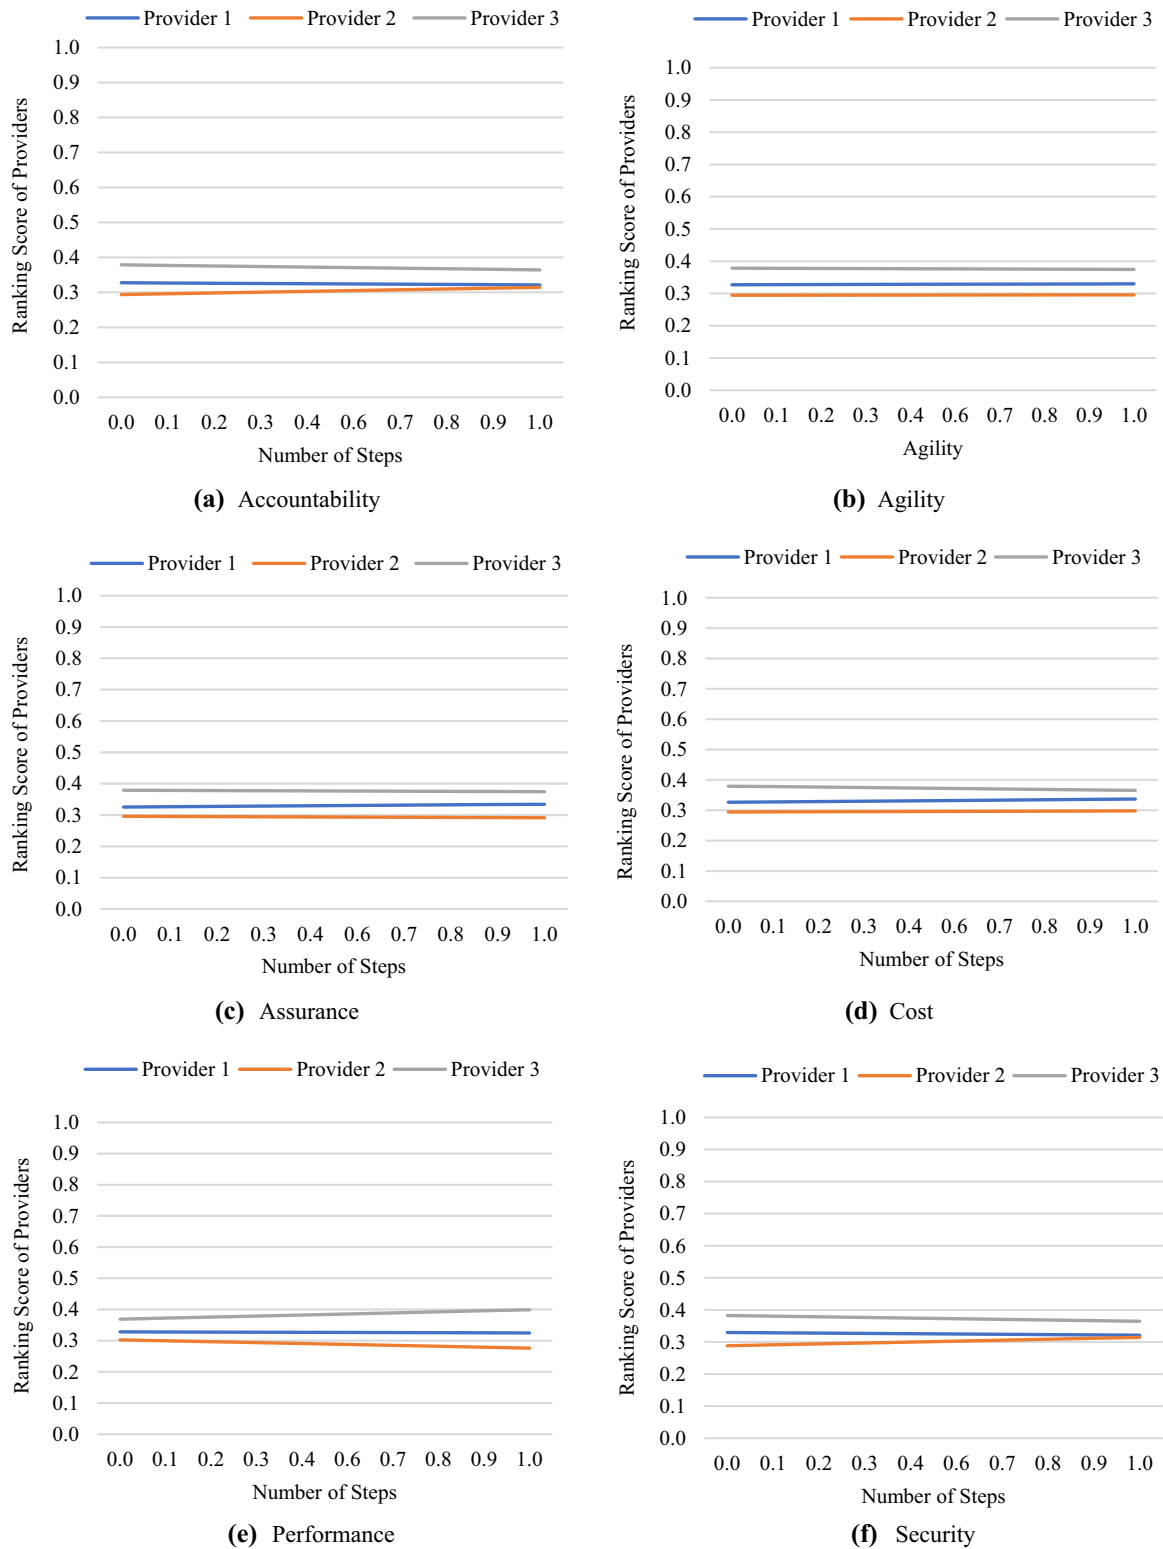 Provider 1 Provider 2 Provider 3
Ranking Score of Providers
1.0
0.9
0.8
0.7
0.6
0.5
0.4
0.3
0.2
0.1
0.0
0.0 0.1 0.2 0.3 0.4 0.6 0.7 0.8 0.9 1.0
Number of Steps
(a) Accountability
Provider 1 Provider 2 Provider 3
Ranking Score of Providers
1.0
0.9
0.8
0.7
0.6
0.5
0.4
0.3
0.2
0.1
0.0
0.0 0.1 0.2 0.3 0.4 0.6 0.7 0.8 0.9 1.0
Agility
(b) Agility
Provider 1 Provider 2 Provider 3
Ranking Score of Providers
1.0
0.9
0.8
0.7
0.6
0.5
0.4
0.3
0.2
0.1
0.0
0.0 0.1 0.2 0.3 0.4 0.6 0.7 0.8 0.9 1.0
Number of Steps
(c) Assurance
Provider 1 Provider 2 Provider 3
Ranking Score of Providers
1.0
0.9
0.8
0.7
0.6
0.5
0.4
0.3
0.2
0.1
0.0
0.0 0.1 0.2 0.3 0.4 0.6 0.7 0.8 0.9 1.0
Number of Steps
(d) Cost
Provider 1 Provider 2 Provider 3
Ranking Score of Providers
1.0
0.9
0.8
0.7
0.6
0.5
0.4
0.3
0.2
0.1
0.0
0.0 0.1 0.2 0.3 0.4 0.6 0.7 0.8 0.9 1.0
Number of Steps
(e) Performance
Provider 1 Provider 2 Provider 3
Ranking Score of Providers
1.0
0.9
0.8
0.7
0.6
0.5
0.4
0.3
0.2
0.1
0.0
0.0 0.1 0.2 0.3 0.4 0.6 0.7 0.8 0.9 1.0
Number of Steps
(f) Security